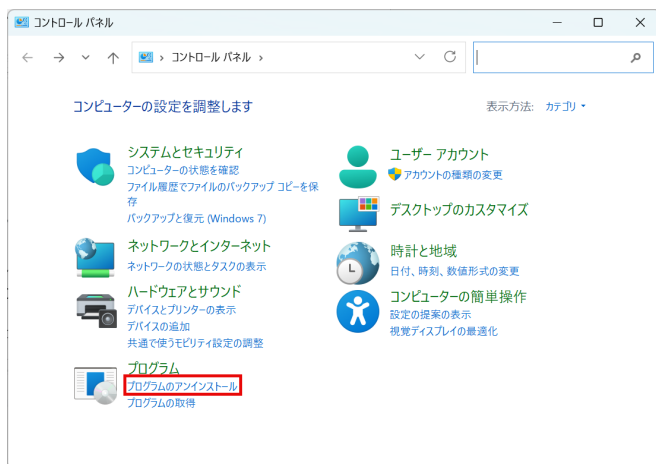 コントロール パネル
コントロール パネル
コンピューターの設定を調整します
表示方法: カテゴリ
システムとセキュリティ
コンピューターの状態を確認
ファイル履歴でファイルのバックアップ コピーを保
存
バックアップと復元 (Windows 7)
ネットワークとインターネット
ネットワークの状態とタスクの表示
ハードウェアとサウンド
デバイスとプリンターの表示
デバイスの追加
共通で使うモビリティ設定の調整
プログラム
プログラムのアンインストール
プログラムの取得
ユーザー アカウント
アカウントの種類の変更
デスクトップのカスタマイズ
時計と地域
日付、時刻、数値形式の変更
コンピューターの簡単操作
設定の提案の表示
視覚ディスプレイの最適化